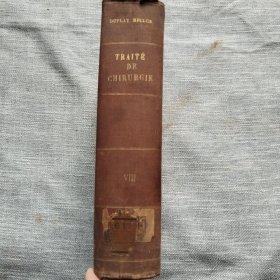 DUPLAY RECLUS
TRAITÉ
DE
CHIRURGIE
VIII